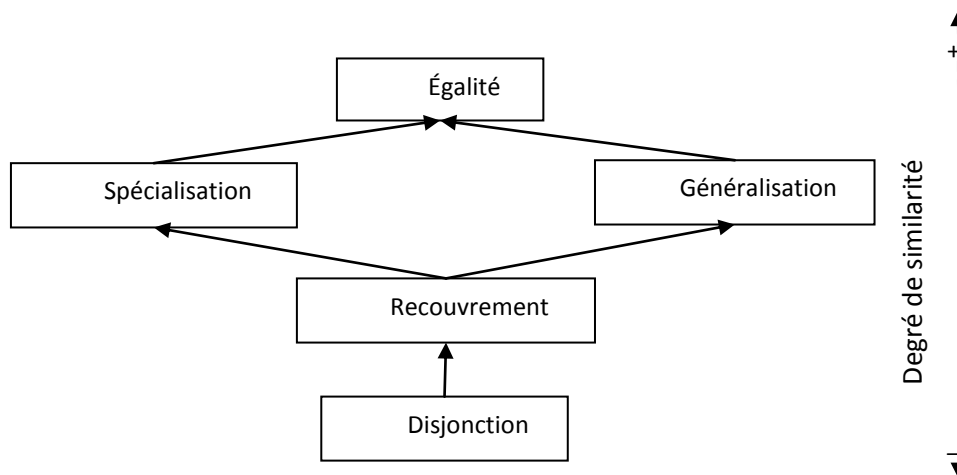 +
Égalité
Spécialisation
Généralisation
Degré de similarité
Recouvrement
Disjonction
_